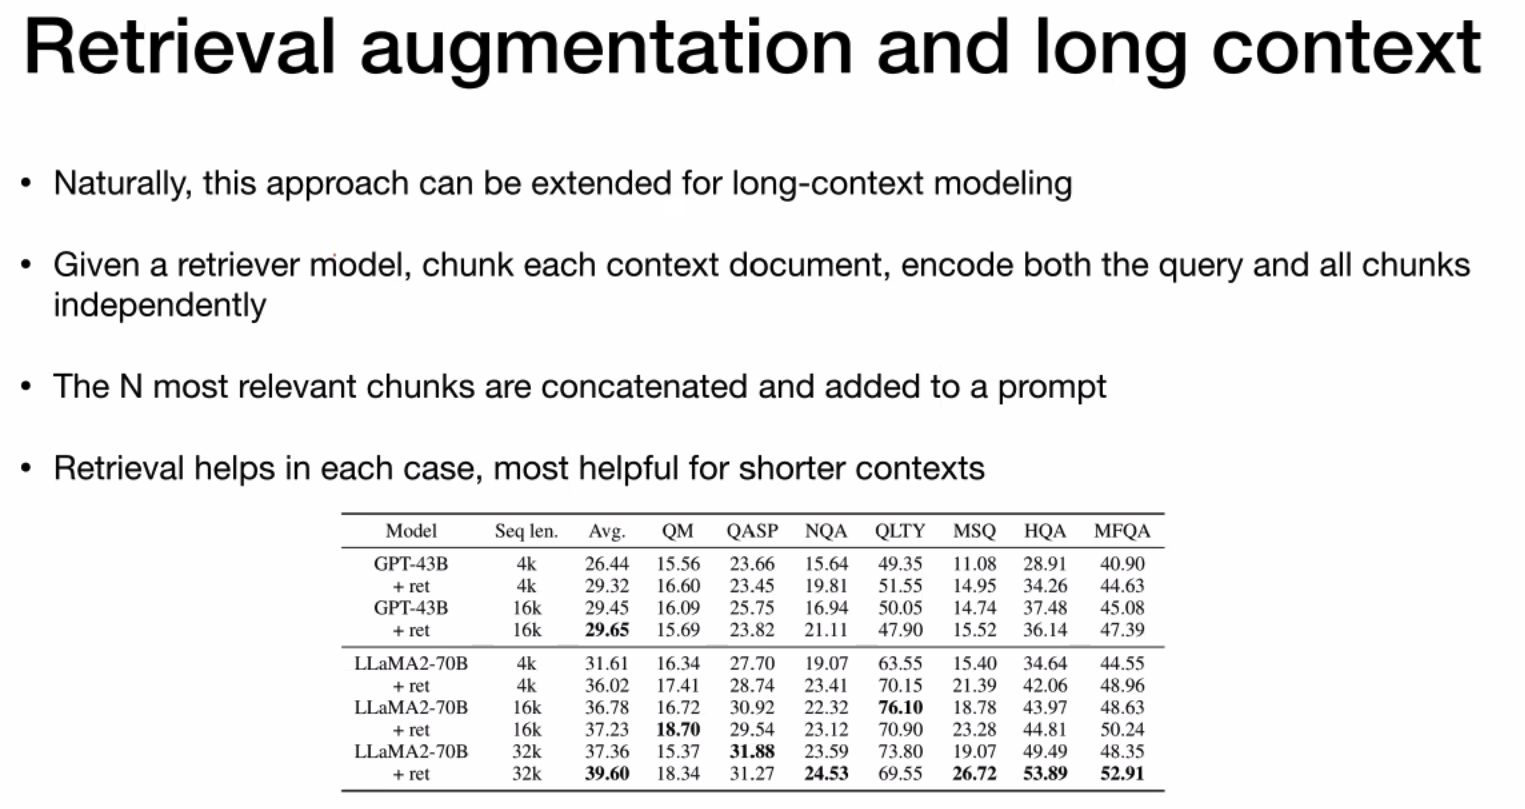 Retrieval augmentation and long context
• Naturally, this approach can be extended for long-context modeling
• Given a retriever model, chunk each context document, encode both the query and all chunks
independently
• The N most relevant chunks are concatenated and added to a prompt
• Retrieval helps in each case, most helpful for shorter contexts
Model Seq len. Avg. QM QASP NQA QLTY MSQ HQA MFQA
GPT-43B 4k 26.44 15.56 23.66 15.64 49.35 11.08 28.91 40.90
+ ret 4k 29.32 16.60 23.45 19.81 51.55 14.95 34.26 44.63
GPT-43B 16k 29.45 16.09 25.75 16.94 50.05 14.74 37.48 45.08
+ ret 16k 29.65 15.69 23.82 21.11 47.90 15.52 36.14 47.39
LLaMA2-70B 4k 31.61 16.34 27.70 19.07 63.55 15.40 34.64 44.55
+ ret 4k 36.02 17.41 28.74 23.41 70.15 21.39 42.06 48.96
LLaMA2-70B 16k 36.78 16.72 30.92 22.32 76.10 18.78 43.97 48.63
+ ret 16k 37.23 18.70 29.54 23.12 70.90 23.28 44.81 50.24
LLaMA2-70B 32k 37.36 15.37 31.88 23.59 73.80 19.07 49.49 48.35
+ ret 32k 39.60 18.34 31.27 24.53 69.55 26.72 53.89 52.91